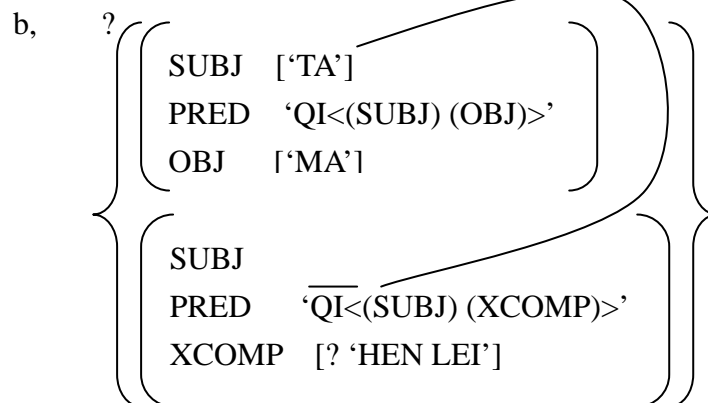 b, ?
SUBJ [‘TA’]
PRED ‘QI<(SUBJ) (OBJ)>’
OBJ [‘MA’]
SUBJ
PRED ‘QI<(SUBJ) (XCOMP)>’
XCOMP [? ‘HEN LEI’]